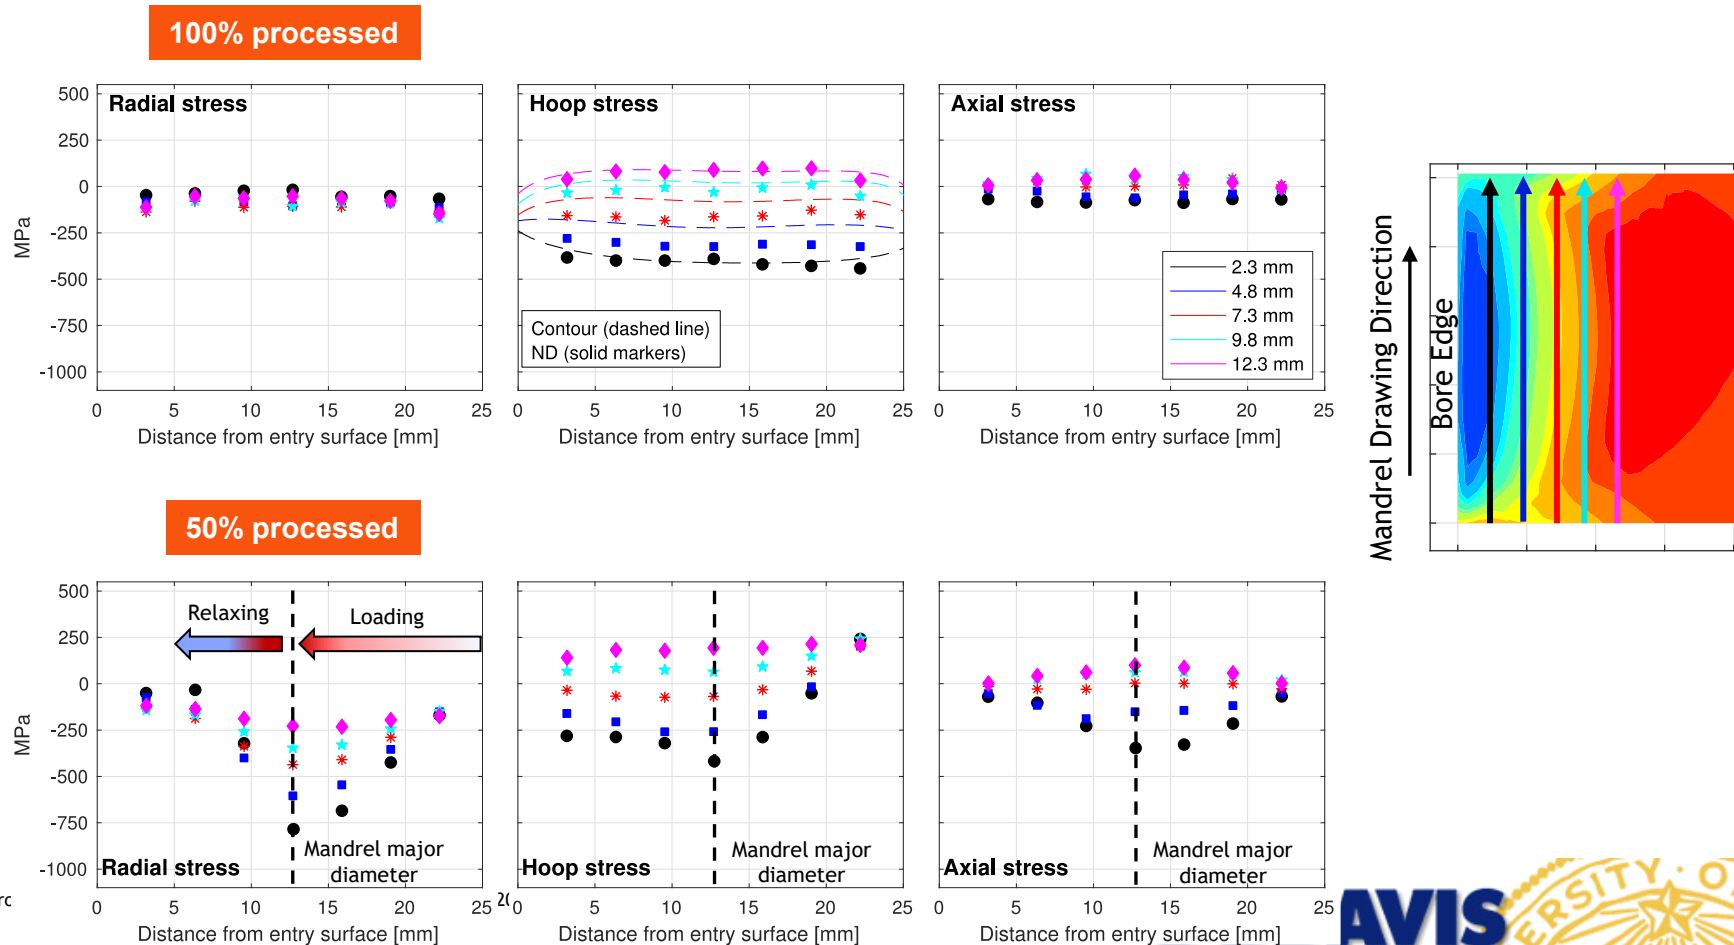 100% processed
Radial stress
Hoop stress
Axial stress
500
250
0
-250
-500
-750
-1000
MPa
Contour (dashed line)
ND (solid markers)
2.3 mm
4.8 mm
7.3 mm
9.8 mm
12.3 mm
0 5 10 15 20 25
0 5 10 15 20 25
0 5 10 15 20 25
Distance from entry surface [mm]
Distance from entry surface [mm]
Distance from entry surface [mm]
Mandrel Drawing Direction
Bore Edge
50% processed
500
250
0
-250
-500
-750
-1000
MPa
Relaxing
Loading
Mandrel major
diameter
Radial stress
Mandrel major
diameter
Hoop stress
Mandrel major
diameter
Axial stress
0 5 10 15 20 25
0 5 10 15 20 25
0 5 10 15 20 25
Distance from entry surface [mm]
Distance from entry surface [mm]
Distance from entry surface [mm]
AVIS
ERSITY · O